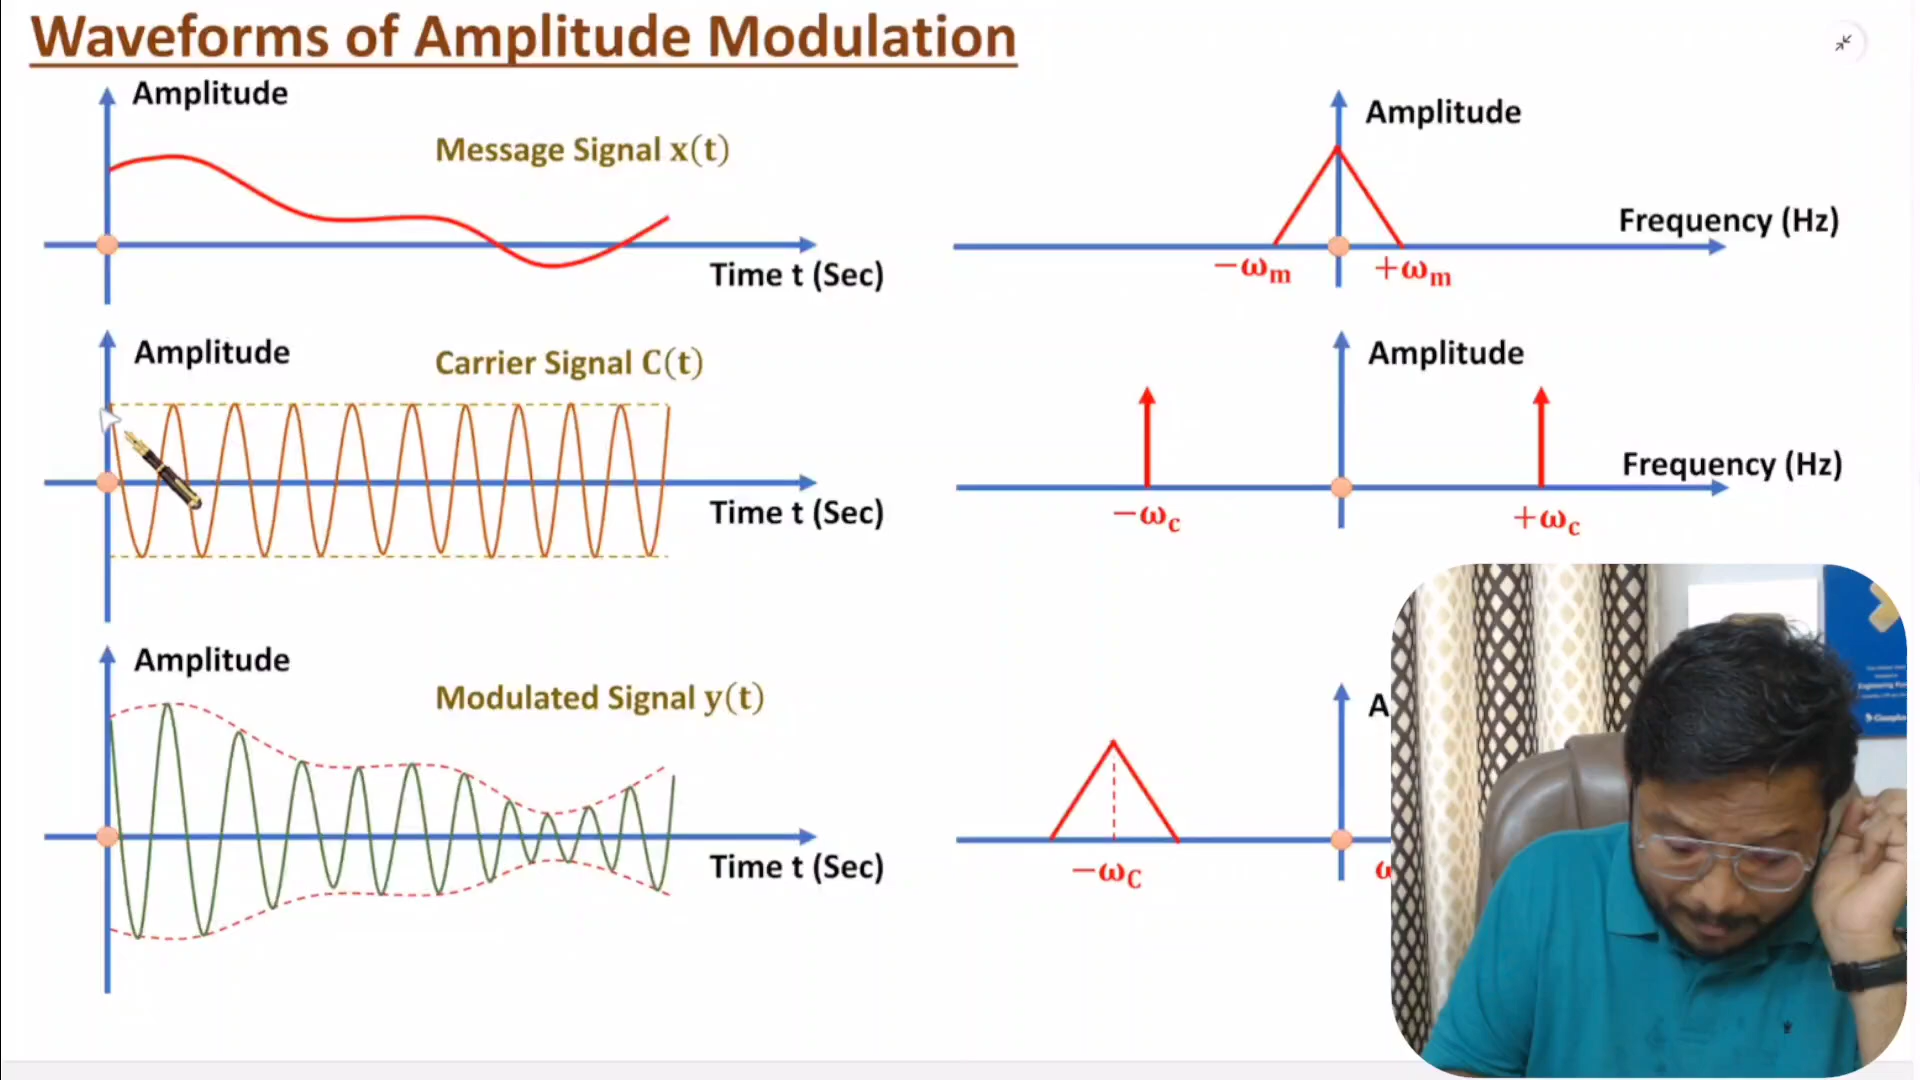 Waveforms of Amplitude Modulation
Amplitude
Message Signal x(t)
Time t (Sec)
Amplitude
Frequency (Hz)
−ωm
+ωm
Amplitude
Carrier Signal C(t)
Time t (Sec)
Amplitude
Frequency (Hz)
−ωc
+ωc
Amplitude
Modulated Signal y(t)
Time t (Sec)
A
−ωC
ω